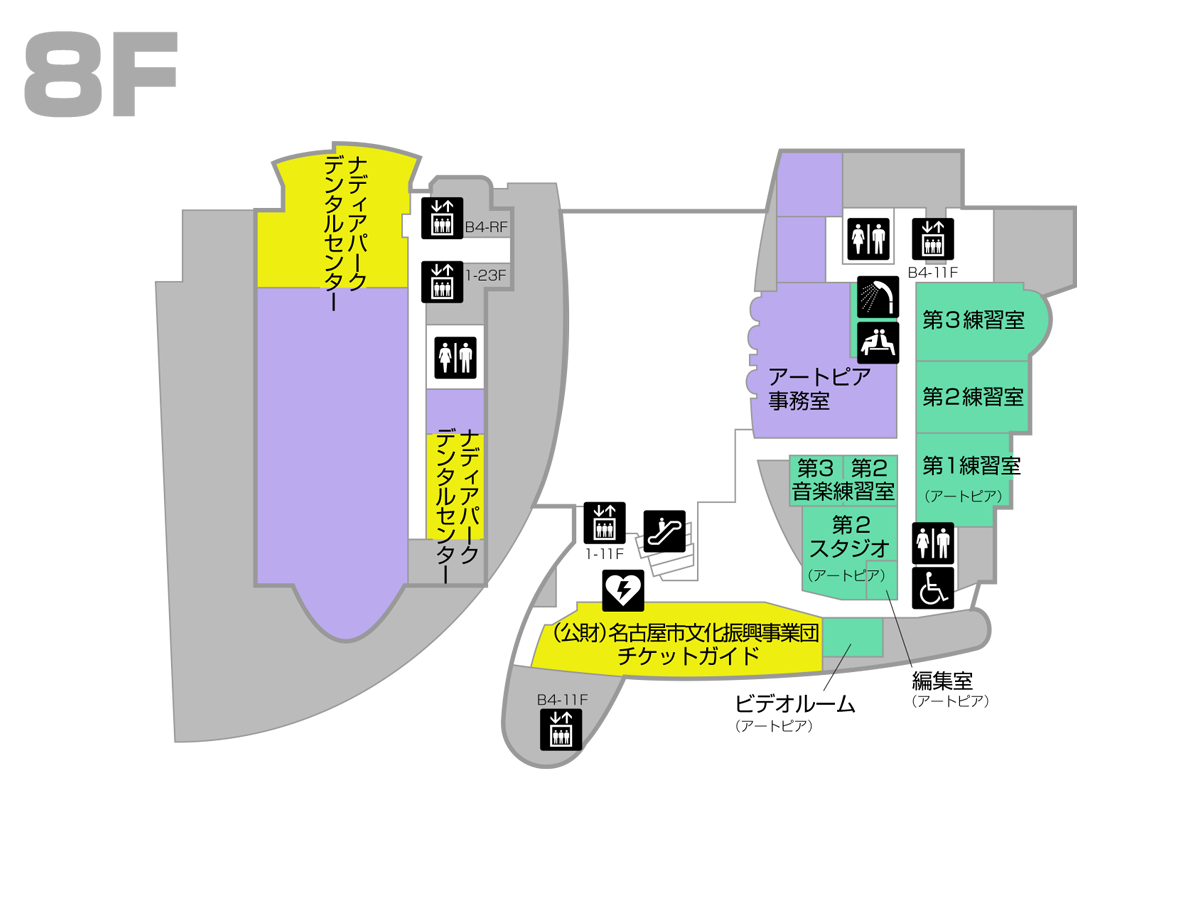 8F
ナディアパーク
デンタルセンター
B4-RF
1-23F
ナディアパーク
デンタルセンター
B4-11F
第3練習室
第2練習室
第1練習室
(アートピア)
アートピア
事務室
第3 第2
音楽練習室
第2
スタジオ
(アートピア)
1-11F
(公財)名古屋市文化振興事業団
チケットガイド
B4-11F
ビデオルーム
(アートピア)
編集室
(アートピア)